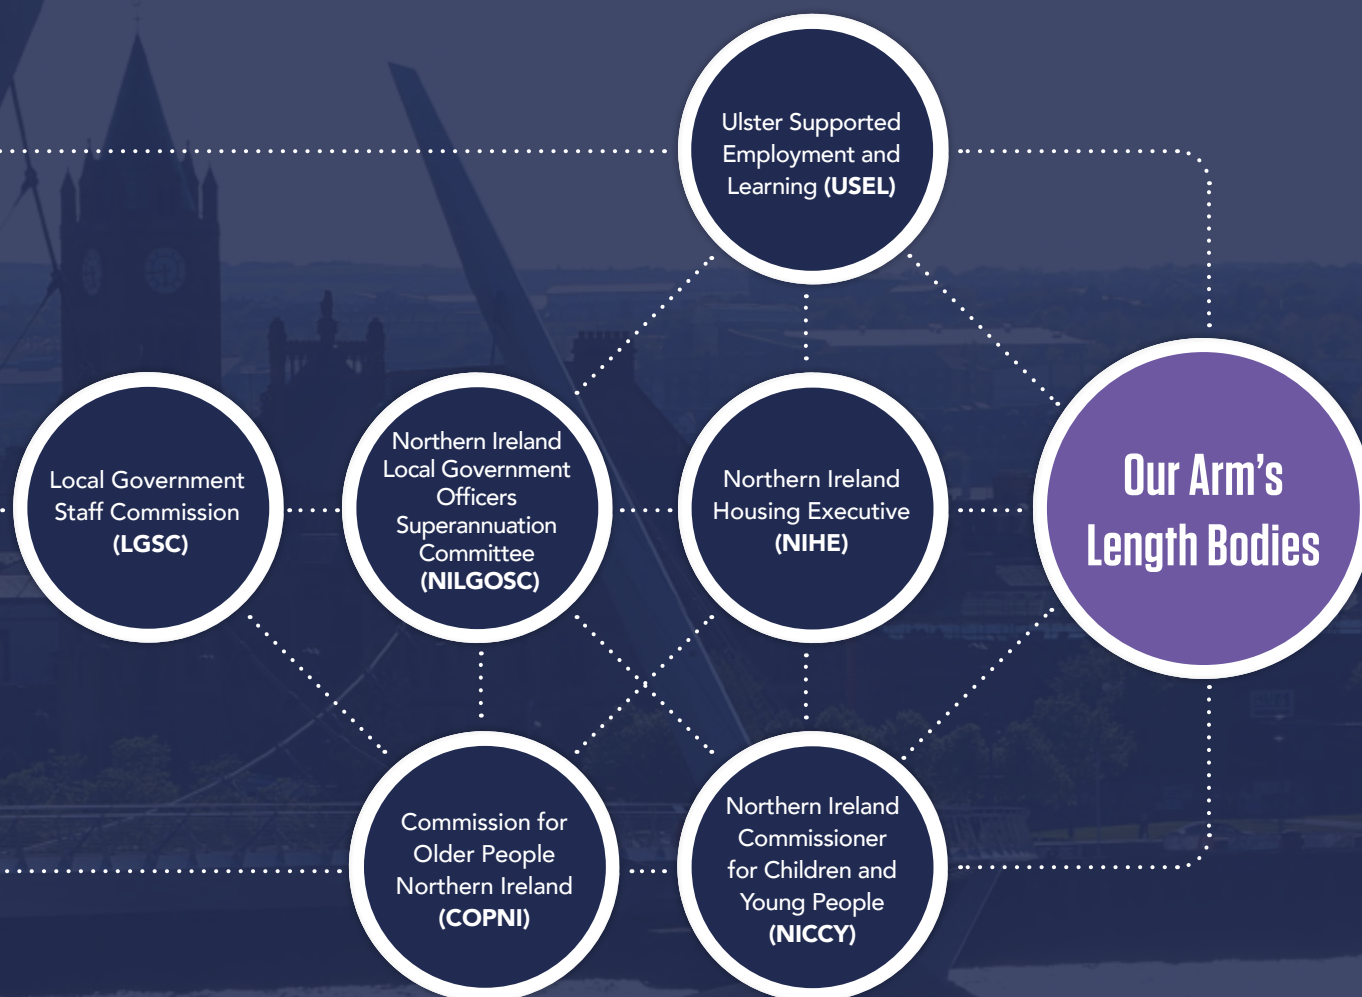 Ulster Supported
Employment and
Learning (USEL)
Local Government
Staff Commission
(LGSC)
Northern Ireland
Local Government
Officers
Superannuation
Committee
(NILGOSC)
Northern Ireland
Housing Executive
(NIHE)
Our Arm's
Length Bodies
Commission for
Older People
Northern Ireland
(COPNI)
Northern Ireland
Commissioner
for Children and
Young People
(NICCY)